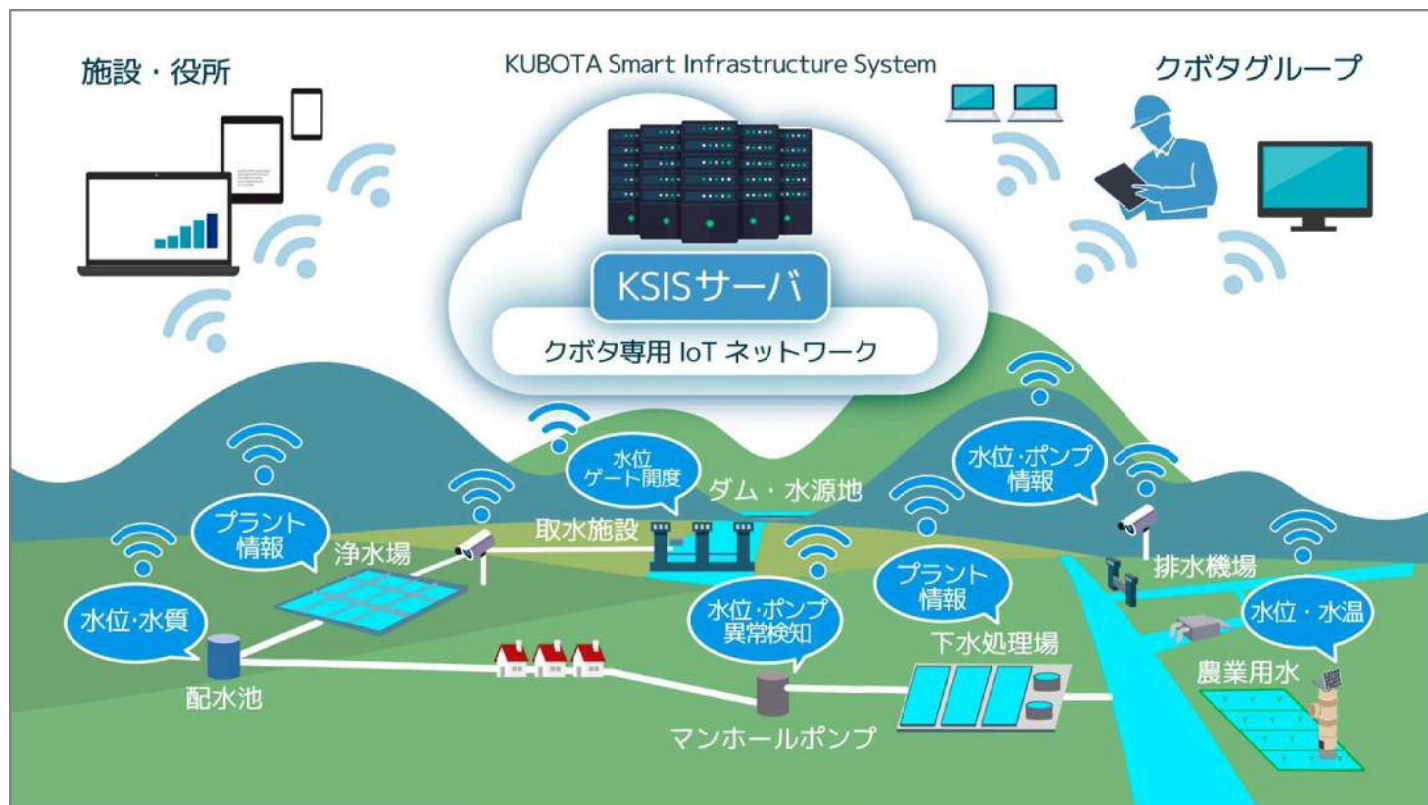 施設・役所
KUBOTA Smart Infrastructure System
クボタグループ
KSISサーバ
クボタ専用 IoT ネットワーク
水位
ゲート開度
水位・ポンプ
情報
ダム・水源地
プラント
情報
取水施設
浄水場
排水機場
プラント
情報
水位・水質
水位・ポンプ
異常検知
水位・水温
下水処理場
農業用水
配水池
マンホールポンプ